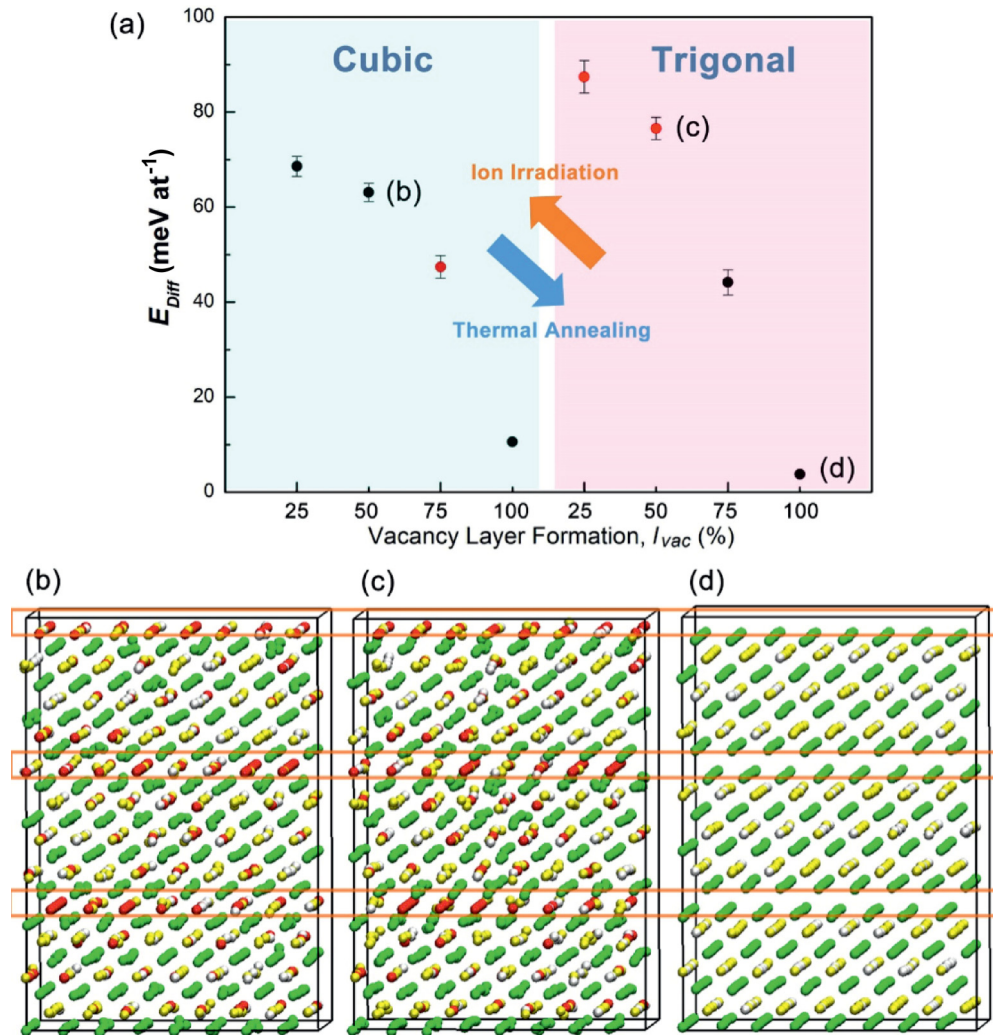 (a)
100
80
60
40
20
0
E_Diff (meV at⁻¹)
Cubic
Trigonal
(b)
(c)
(d)
Ion Irradiation
Thermal Annealing
25 50 75 100 25 50 75 100
Vacancy Layer Formation, I_vac (%)
(b) (c) (d)